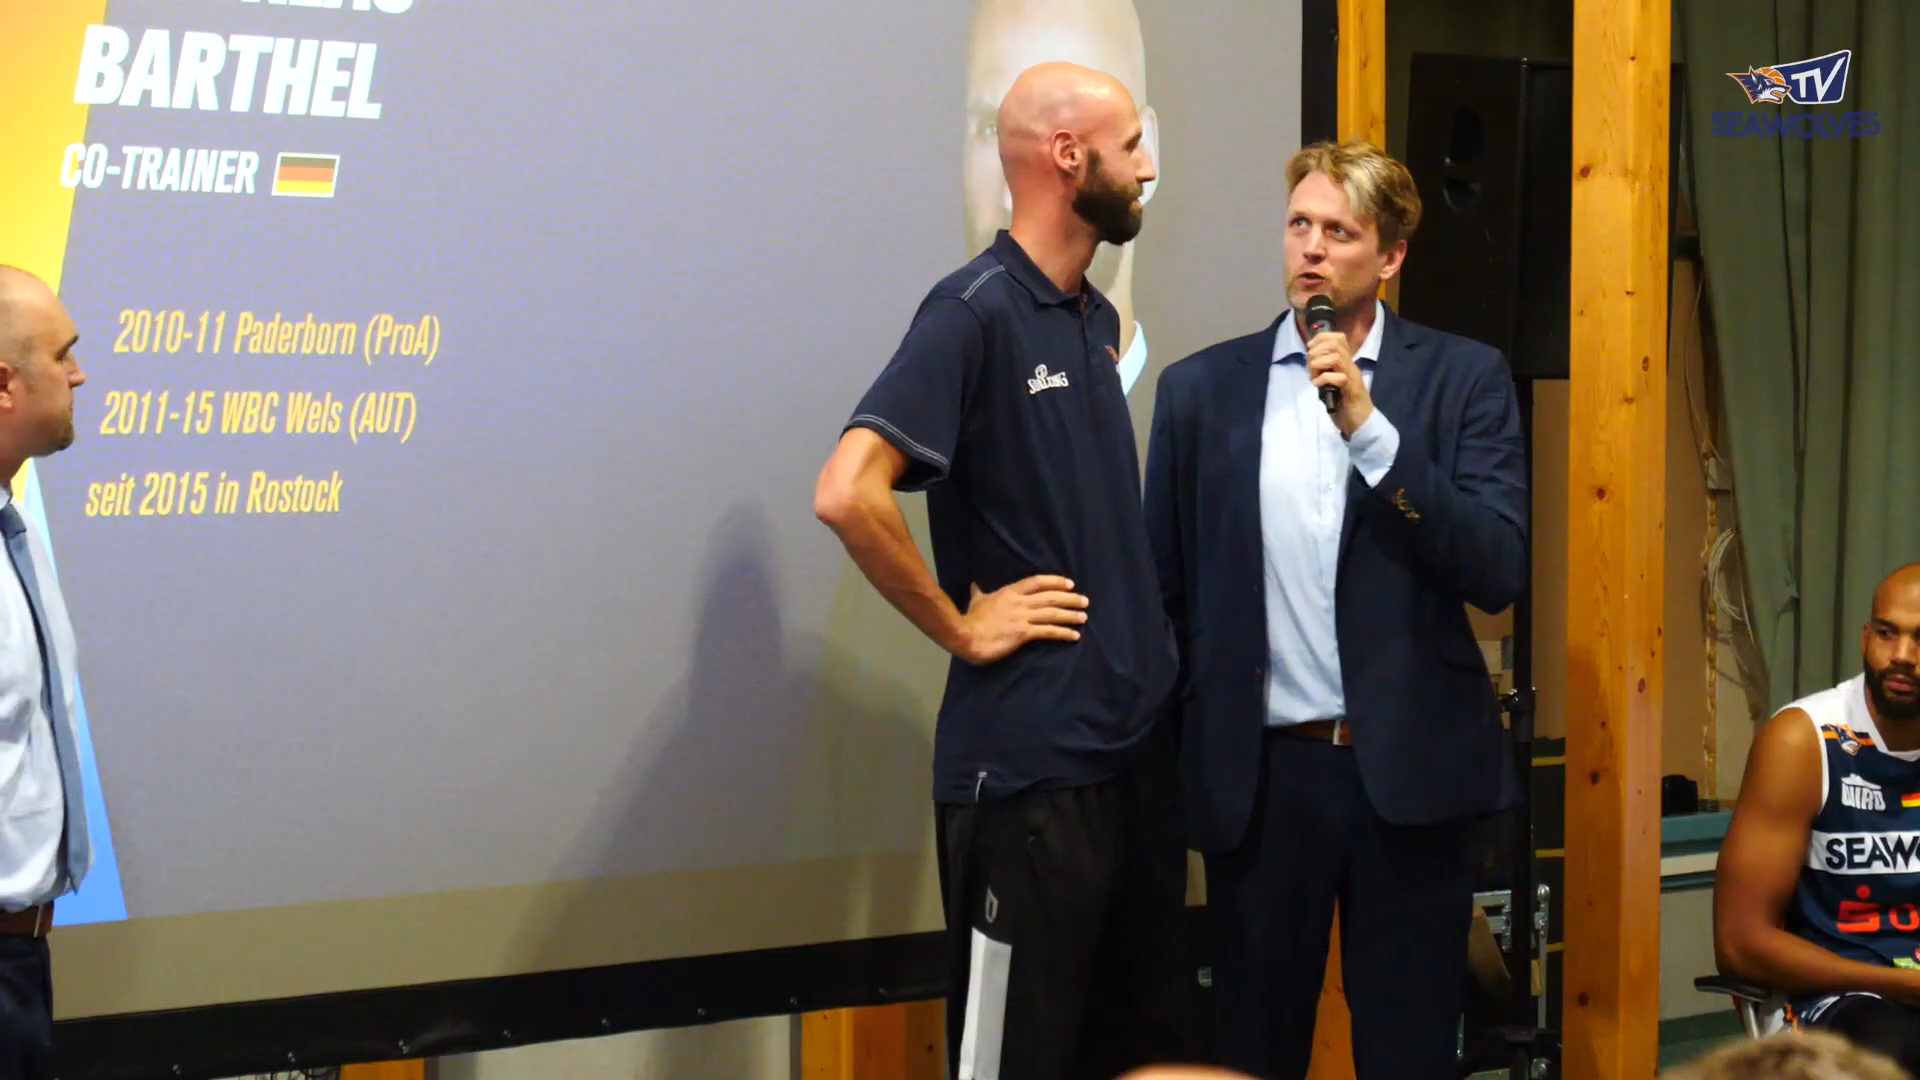 BARTHEL
CO-TRAINER
2010-11 Paderborn (ProA)
2011-15 WBC Wels (AUT)
seit 2015 in Rostock
SPALDING
TV
SEAWOLVES